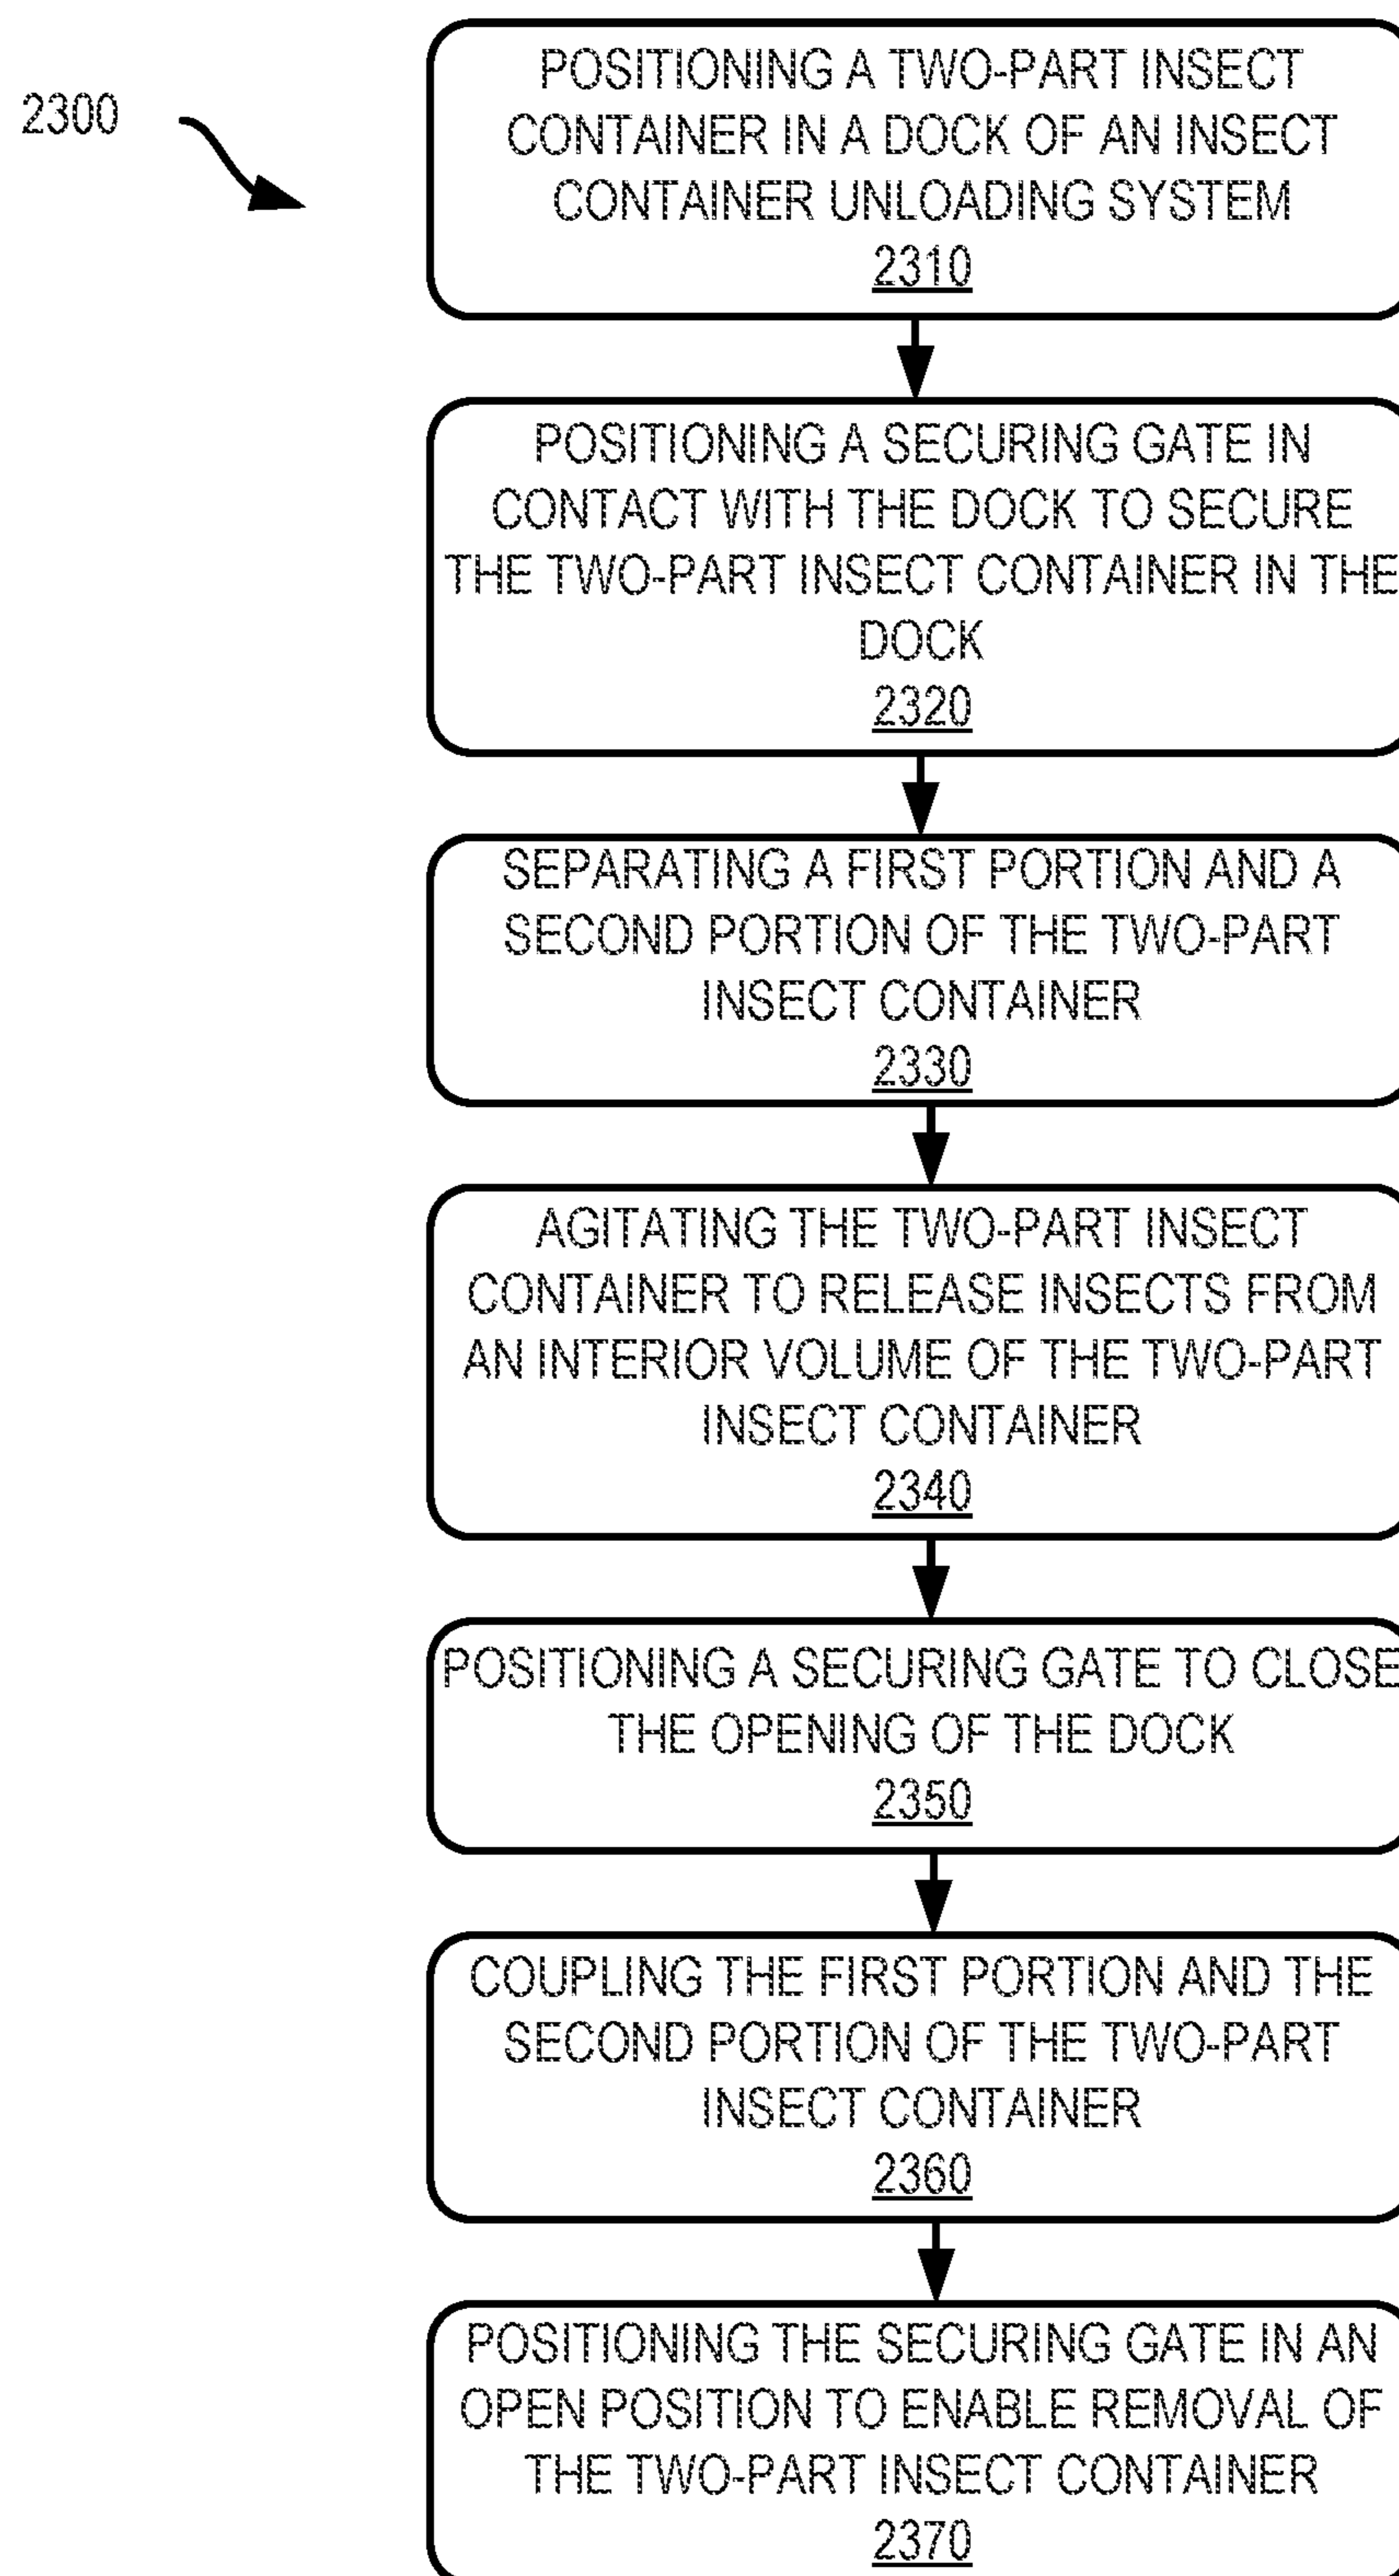 2300
POSITIONING A TWO-PART INSECT
CONTAINER IN A DOCK OF AN INSECT
CONTAINER UNLOADING SYSTEM
2310
POSITIONING A SECURING GATE IN
CONTACT WITH THE DOCK TO SECURE
THE TWO-PART INSECT CONTAINER IN THE
DOCK
2320
SEPARATING A FIRST PORTION AND A
SECOND PORTION OF THE TWO-PART
INSECT CONTAINER
2330
AGITATING THE TWO-PART INSECT
CONTAINER TO RELEASE INSECTS FROM
AN INTERIOR VOLUME OF THE TWO-PART
INSECT CONTAINER
2340
POSITIONING A SECURING GATE TO CLOSE
THE OPENING OF THE DOCK
2350
COUPLING THE FIRST PORTION AND THE
SECOND PORTION OF THE TWO-PART
INSECT CONTAINER
2360
POSITIONING THE SECURING GATE IN AN
OPEN POSITION TO ENABLE REMOVAL OF
THE TWO-PART INSECT CONTAINER
2370